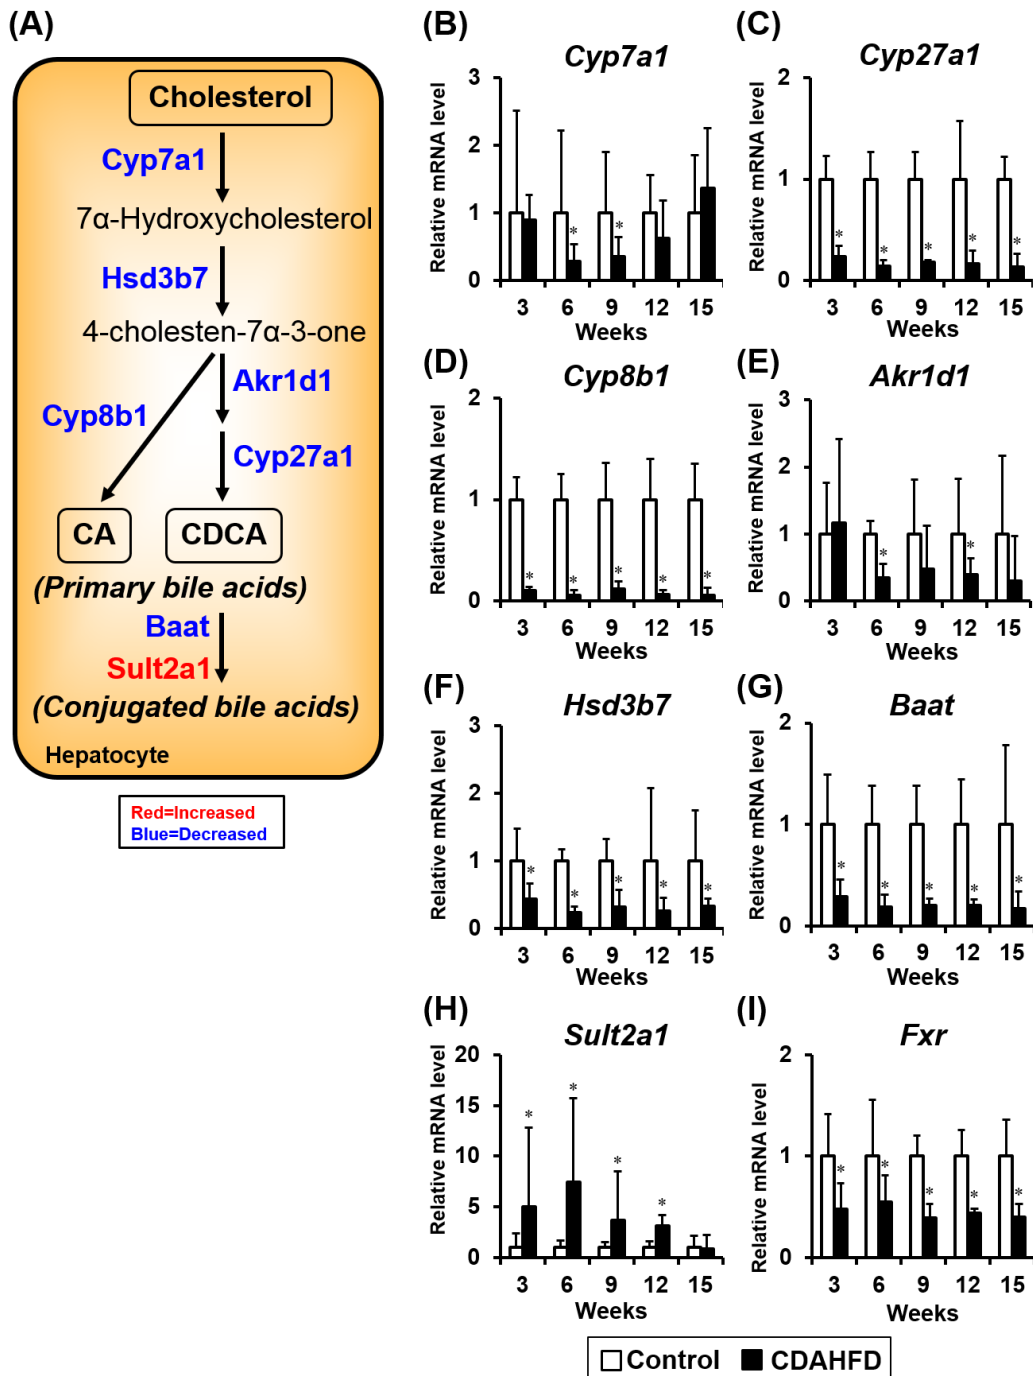 (A)
Cholesterol
Cyp7a1
7α-Hydroxycholesterol
Hsd3b7
4-cholesten-7α-3-one
Akr1d1
Cyp8b1
Cyp27a1
CA
CDCA
(Primary bile acids)
Baat
Sult2a1
(Conjugated bile acids)
Hepatocyte
Red=Increased
Blue=Decreased
(B)
Cyp7a1
Relative mRNA level
3
2
1
0
* *
3 6 9 12 15
Weeks
(C)
Cyp27a1
Relative mRNA level
2
1
0
* * * * *
3 6 9 12 15
Weeks
(D)
Cyp8b1
Relative mRNA level
2
1
0
* * * * *
3 6 9 12 15
Weeks
(E)
Akr1d1
Relative mRNA level
3
2
1
0
* *
3 6 9 12 15
Weeks
(F)
Hsd3b7
Relative mRNA level
3
2
1
0
* * * * *
3 6 9 12 15
Weeks
(G)
Baat
Relative mRNA level
2
1
0
* * * * *
3 6 9 12 15
Weeks
(H)
Sult2a1
Relative mRNA level
20
15
10
5
0
* * * *
3 6 9 12 15
Weeks
(I)
Fxr
Relative mRNA level
2
1
0
* * * * *
3 6 9 12 15
Weeks
Control CDAHFD